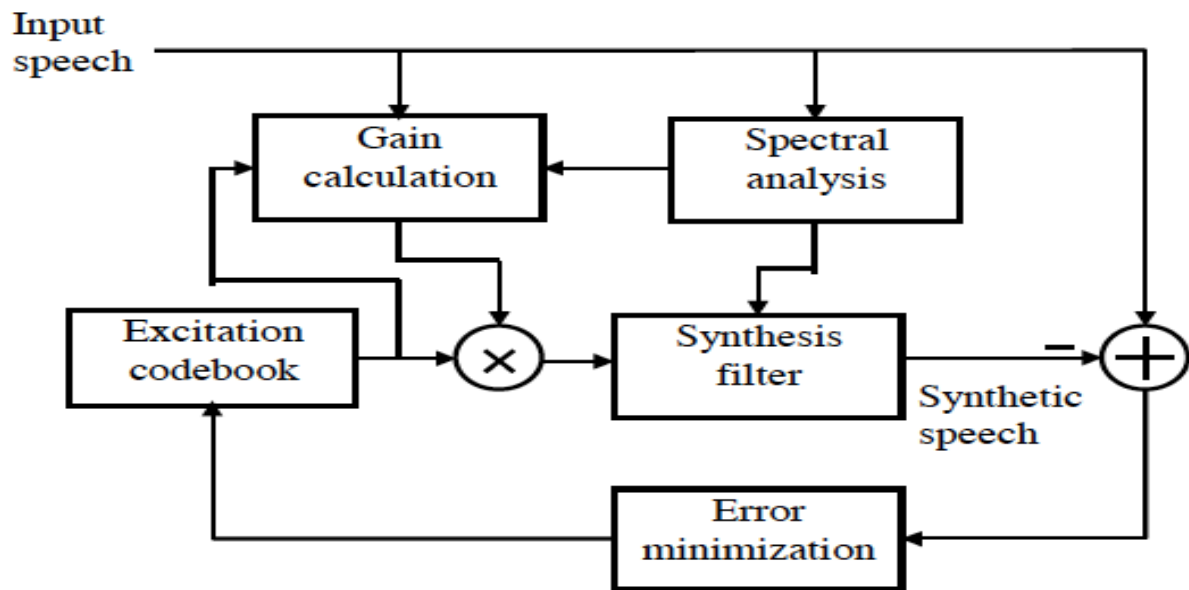 Input
speech
Gain
calculation
Spectral
analysis
Excitation
codebook
×
Synthesis
filter
−
+
Synthetic
speech
Error
minimization